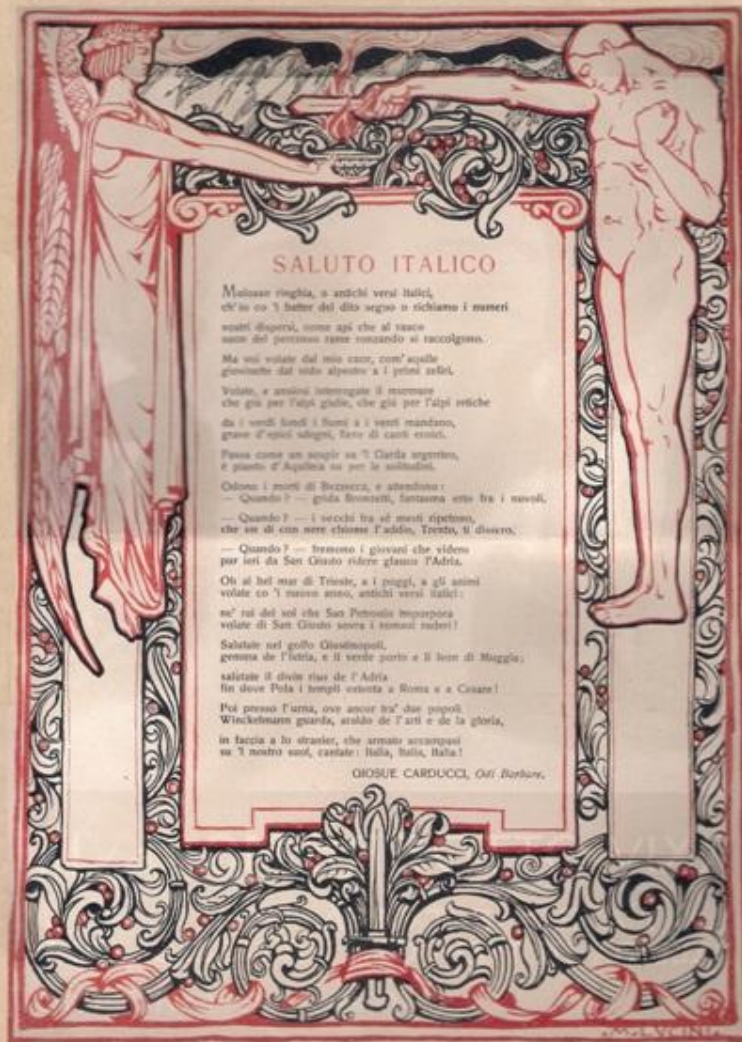 SALUTO ITALICO
Molosso ringhia, o antichi versi italici,
ch'io co 'l batter del dito seguo o richiamo i numeri
vostri dispersi, come api che al rauco
suon del percosso rame ronzando si raccolgono.
Ma voi volate dal mio cuor, com'aquile
giovinette dal nido alpestre a i primi zefiri.
Volate, e ansiosi interrogate il murmure
che giù per l'alpi giulie, che giù per l'alpi retiche
da i verdi fondi i fiumi a i venti mandano,
grave d'epici sdegni, fiero di canti eroici.
Passa come un sospir su 'l Garda argenteo,
è pianto d'Aquileia su per le solitudini.
Odono i morti di Bezzecca, e attendono:
— Quando? — grida Bronzetti, fantasma erto fra i nuvoli.
— Quando? — i vecchi fra sé mesti ripetono,
che un dì con nere chiome l'addio, Trento, ti dissero.
— Quando? — fremono i giovani che videro
pur ieri da San Giusto ridere glauco l'Adria.
Oh al bel mar di Trieste, a i poggi, a gli animi
volate co 'l nuovo anno, antichi versi italici:
ne' rai del sol che San Petronio imporpora
volate di San Giusto sovra i romani ruderi!
Salutate nel golfo Giustinopoli,
gemma de l'Istria, e il verde porto e il leon di Muggia;
salutate il divin riso de l'Adria
fin dove Pola i templi ostenta a Roma e a Cesare!
Poi presso l'urna, ove ancor tra' due popoli
Winckelmann guarda, araldo de l'arti e de la gloria,
in faccia a lo stranier, che armato accampasi
su 'l nostro suol, cantate: Italia, Italia, Italia!
GIOSUE CARDUCCI, Odi Barbare.